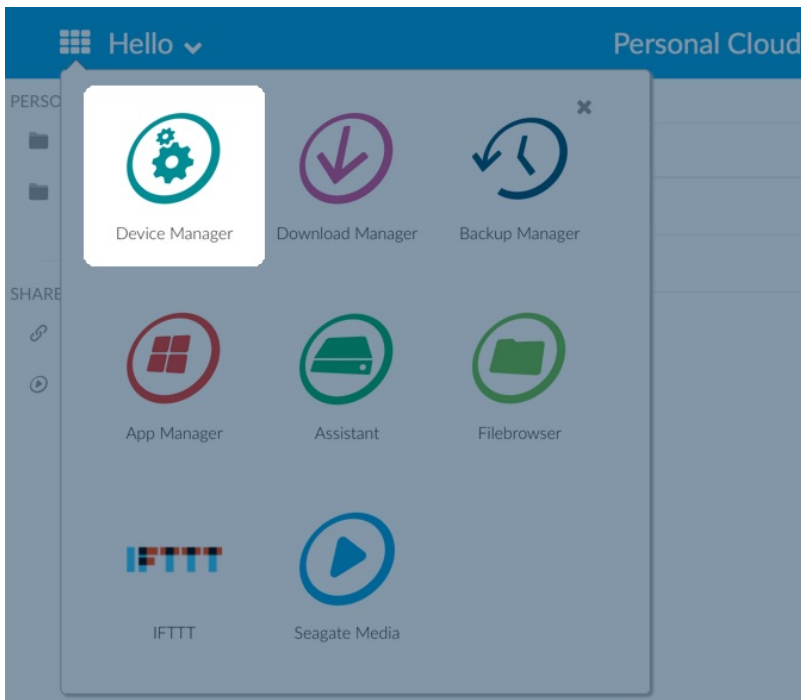 Hello
Personal Cloud
PERSO
Device Manager
Download Manager
Backup Manager
SHARE
App Manager
Assistant
Filebrowser
IFTTT
IFTTT
Seagate Media